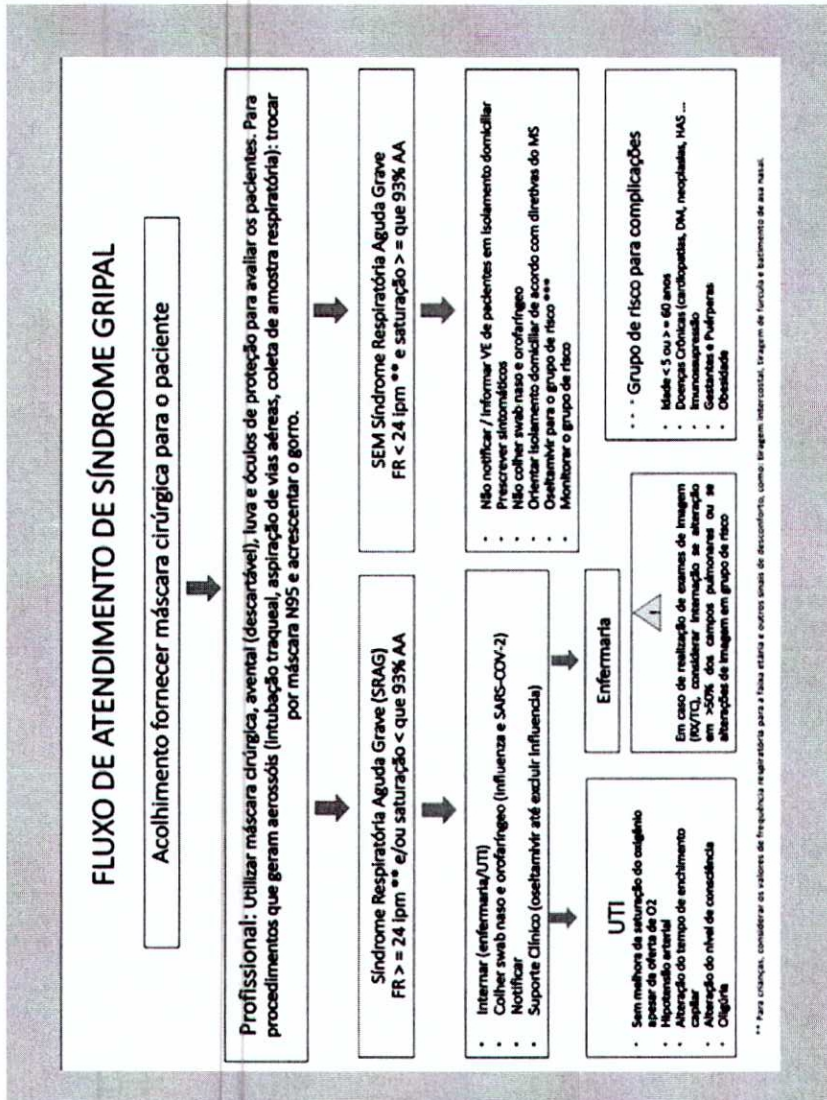 FLUXO DE ATENDIMENTO DE SÍNDROME GRIPAL
Acolhimento fornecer máscara cirúrgica para o paciente
Profissional: Utilizar máscara cirúrgica, avental (descartável), luva e óculos de proteção para avaliar os pacientes. Para
procedimentos que geram aerossóis (intubação traqueal, aspiração de vias aéreas, coleta de amostra respiratória): trocar
por máscara N95 e acrescentar o gorro.
Síndrome Respiratória Aguda Grave (SRAG)
FR > = 24 ipm ** e/ou saturação < que 93% AA
SEM Síndrome Respiratória Aguda Grave
FR < 24 ipm ** e saturação > = que 93% AA
· Internar (enfermaria/UTI)
· Colher swab naso e orofaríngeo (influenza e SARS-COV-2)
· Notificar
· Suporte Clínico (oseltamivir até excluir Influencia)
· Não notificar / Informar VE de pacientes em isolamento domiciliar
· Prescrever sintomáticos
· Não colher swab naso e orofaríngeo
· Orientar isolamento domiciliar de acordo com diretivas do MS
· Oseltamivir para o grupo de risco ***
· Monitorar o grupo de risco
UTI
· Sem melhora da saturação do oxigênio
apesar da oferta de O2
· Hipotensão arterial
· Alteração do tempo de enchimento
capilar
· Alteração do nível de consciência
· Oligúria
Enfermaria
!
Em caso de realização de exames de imagem
(RX/TC), considerar internação se alteração
em >50% dos campos pulmonares ou se
alterações de imagem em grupo de risco
- - - Grupo de risco para complicações
· Idade < 5 ou > = 60 anos
· Doenças Crônicas (cardiopatias, DM, neoplasias, HAS ...
· Imunossupressão
· Gestantes e Puérperas
· Obesidade
** Para crianças, considerar os valores de frequência respiratória para a faixa etária e outros sinais de desconforto, como: tiragem intercostal, tiragem de fúrcula e batimento de asa nasal.